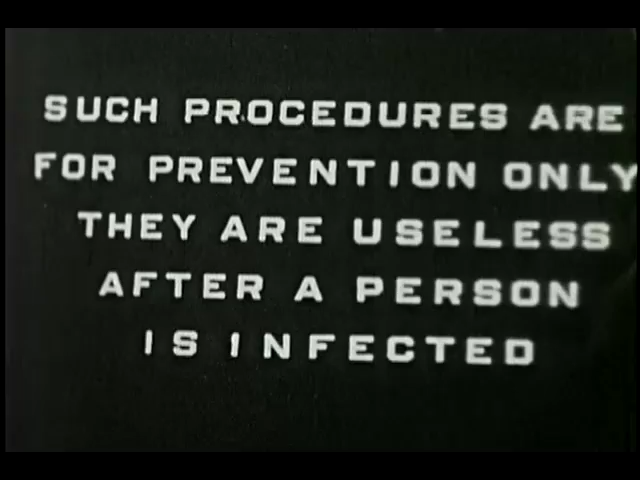 SUCH PROCEDURES ARE
FOR PREVENTION ONLY
THEY ARE USELESS
AFTER A PERSON
IS INFECTED